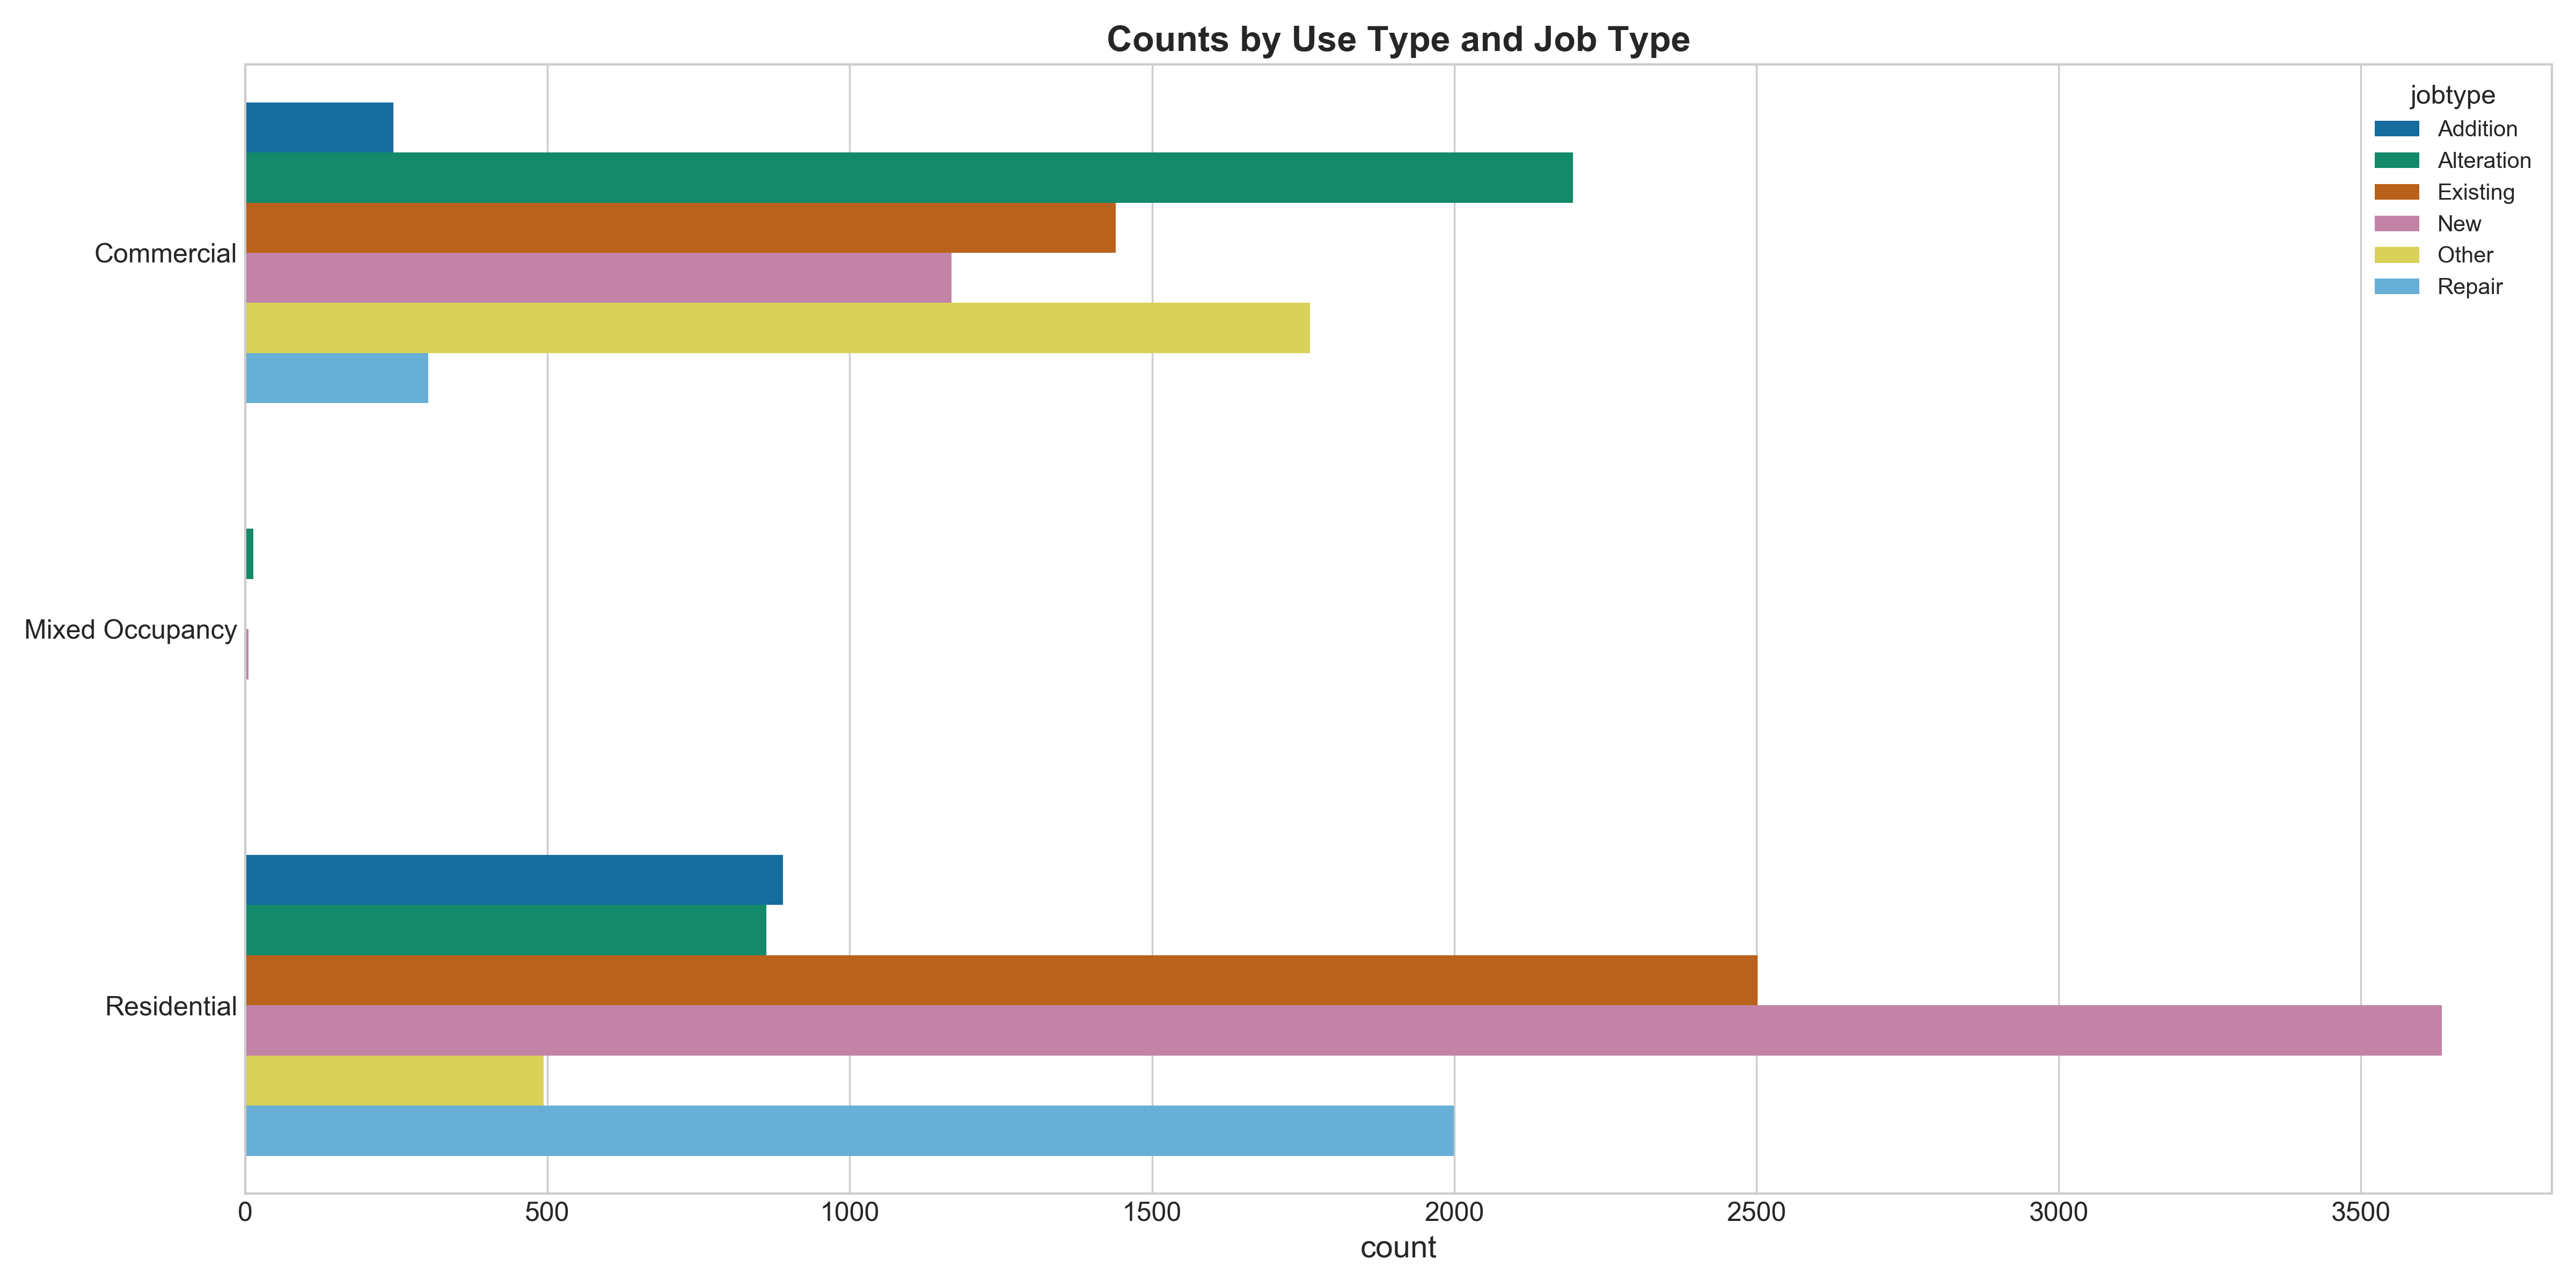 Counts by Use Type and Job Type
jobtype
Addition
Alteration
Existing
New
Other
Repair
Commercial
Mixed Occupancy
Residential
0 500 1000 1500 2000 2500 3000 3500
count